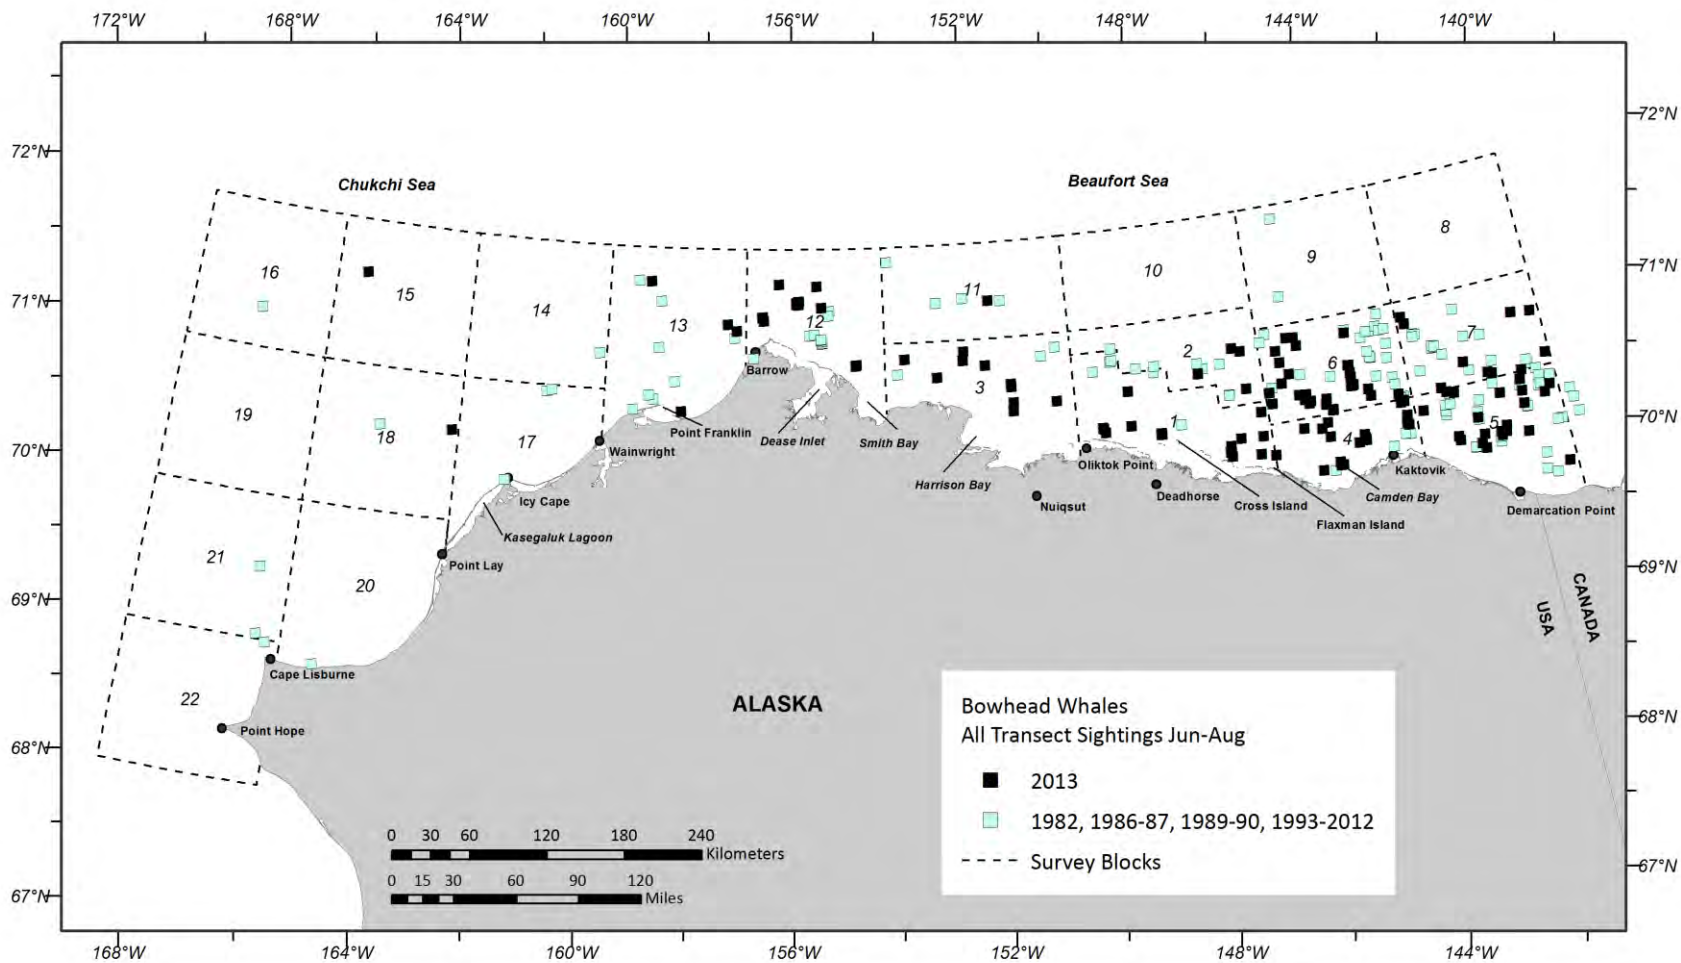 172°W 168°W 164°W 160°W 156°W 152°W 148°W 144°W 140°W
72°N
72°N
Chukchi Sea
Beaufort Sea
8
9
10
16
15
14
11
71°N
71°N
13
12
7
2
6
Barrow
3
19
18
17
Point Franklin
Dease Inlet
Smith Bay
1
4
5
70°N
70°N
Wainwright
Harrison Bay
Oliktok Point
Kaktovik
Icy Cape
Nuiqsut
Deadhorse
Cross Island
Camden Bay
Flaxman Island
Demarcation Point
Kasegaluk Lagoon
21
Point Lay
20
69°N
69°N
USA
CANADA
Cape Lisburne
22
Point Hope
ALASKA
68°N
68°N
Bowhead Whales
All Transect Sightings Jun-Aug
2013
1982, 1986-87, 1989-90, 1993-2012
Survey Blocks
0 30 60 120 180 240
Kilometers
0 15 30 60 90 120
Miles
67°N
67°N
168°W 164°W 162°W 160°W 156°W 152°W 148°W 144°W